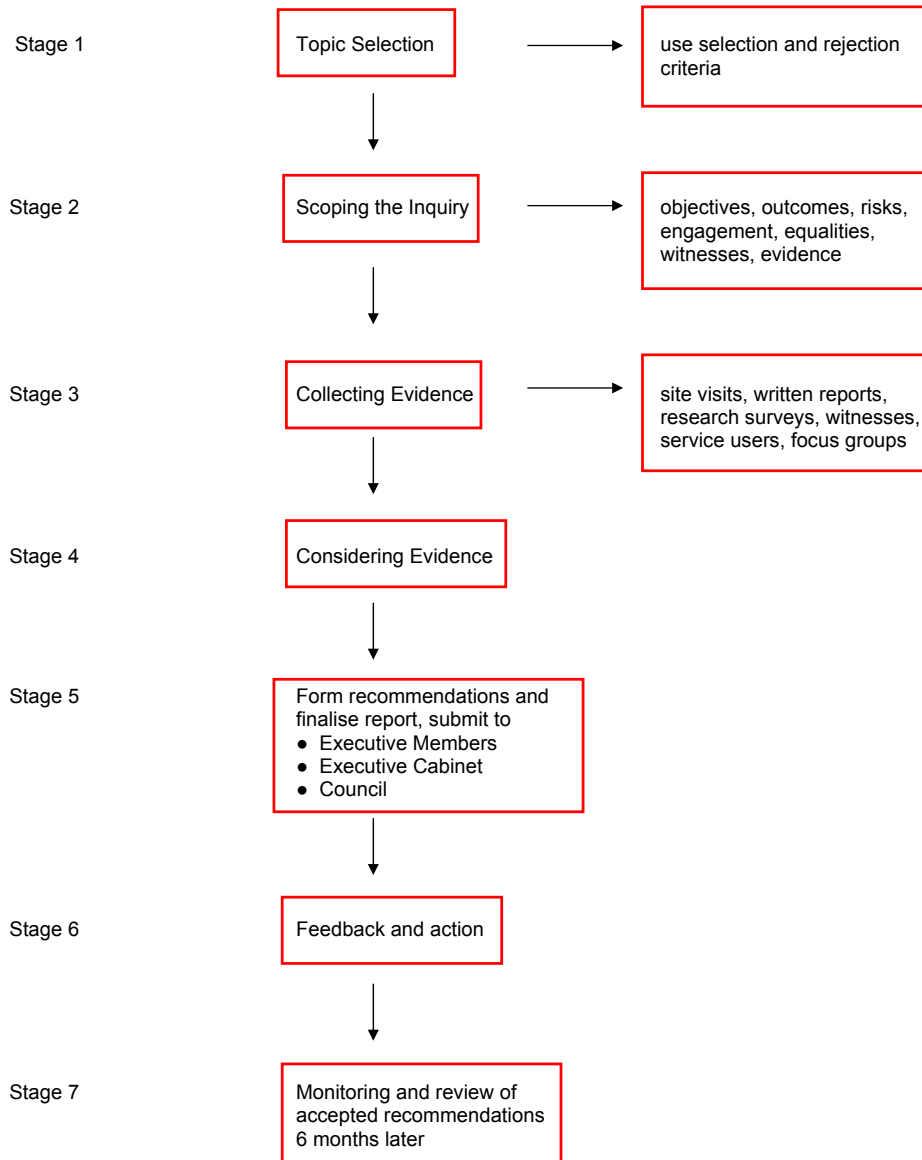 Stage 1
Topic Selection
use selection and rejection
criteria
Stage 2
Scoping the Inquiry
objectives, outcomes, risks,
engagement, equalities,
witnesses, evidence
Stage 3
Collecting Evidence
site visits, written reports,
research surveys, witnesses,
service users, focus groups
Stage 4
Considering Evidence
Stage 5
Form recommendations and
finalise report, submit to
● Executive Members
● Executive Cabinet
● Council
Stage 6
Feedback and action
Stage 7
Monitoring and review of
accepted recommendations
6 months later